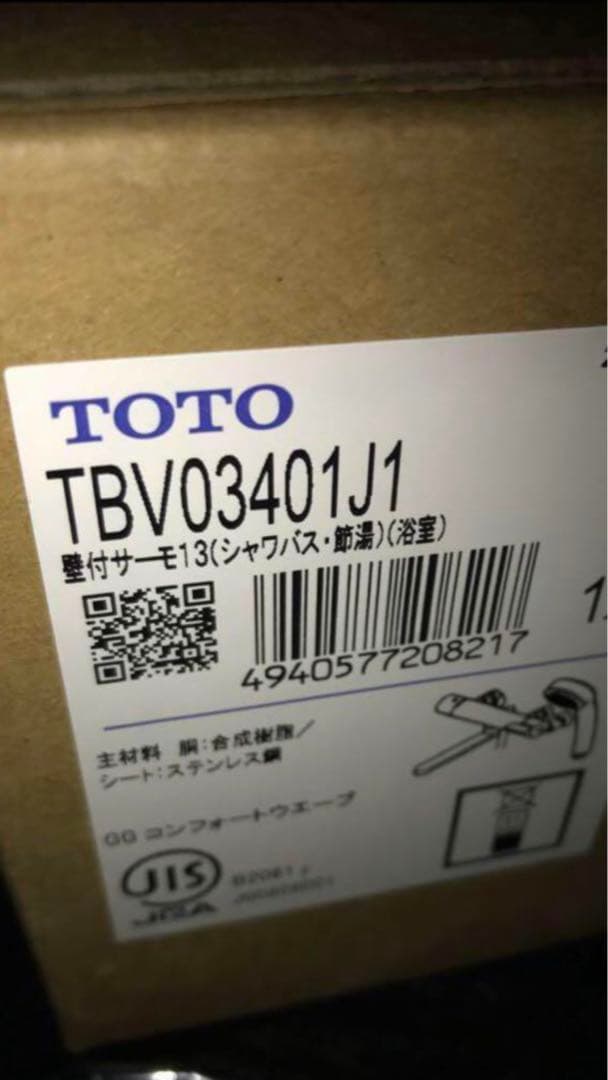 TOTO
TBV03401J1
壁付サーモ13(シャワバス・節湯)(浴室)
4940577208217
主材料 胴:合成樹脂/
シート:ステンレス鋼
GG コンフォートウエーブ
JIS
B2061